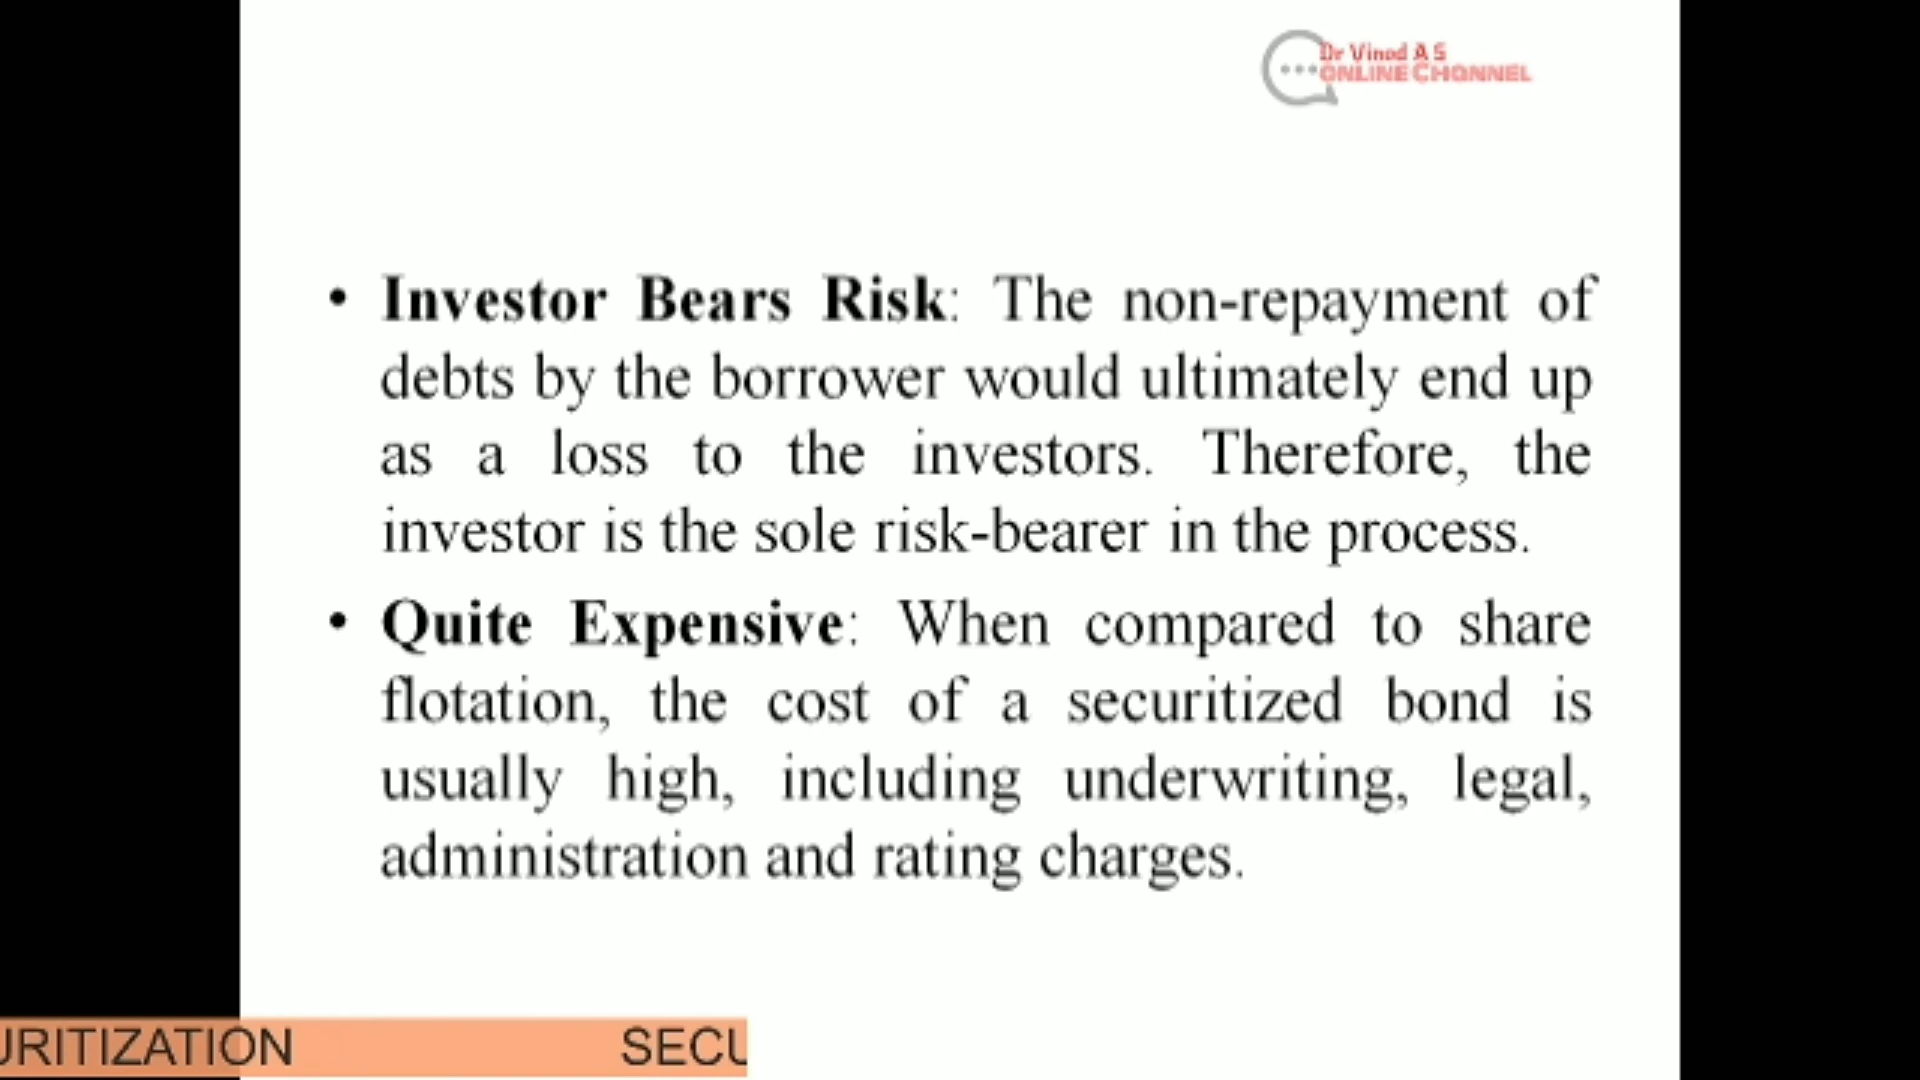 Dr Vinod A S
ONLINE CHANNEL
• Investor Bears Risk: The non-repayment of
debts by the borrower would ultimately end up
as a loss to the investors. Therefore, the
investor is the sole risk-bearer in the process.
• Quite Expensive: When compared to share
flotation, the cost of a securitized bond is
usually high, including underwriting, legal,
administration and rating charges.
URITIZATION SECU